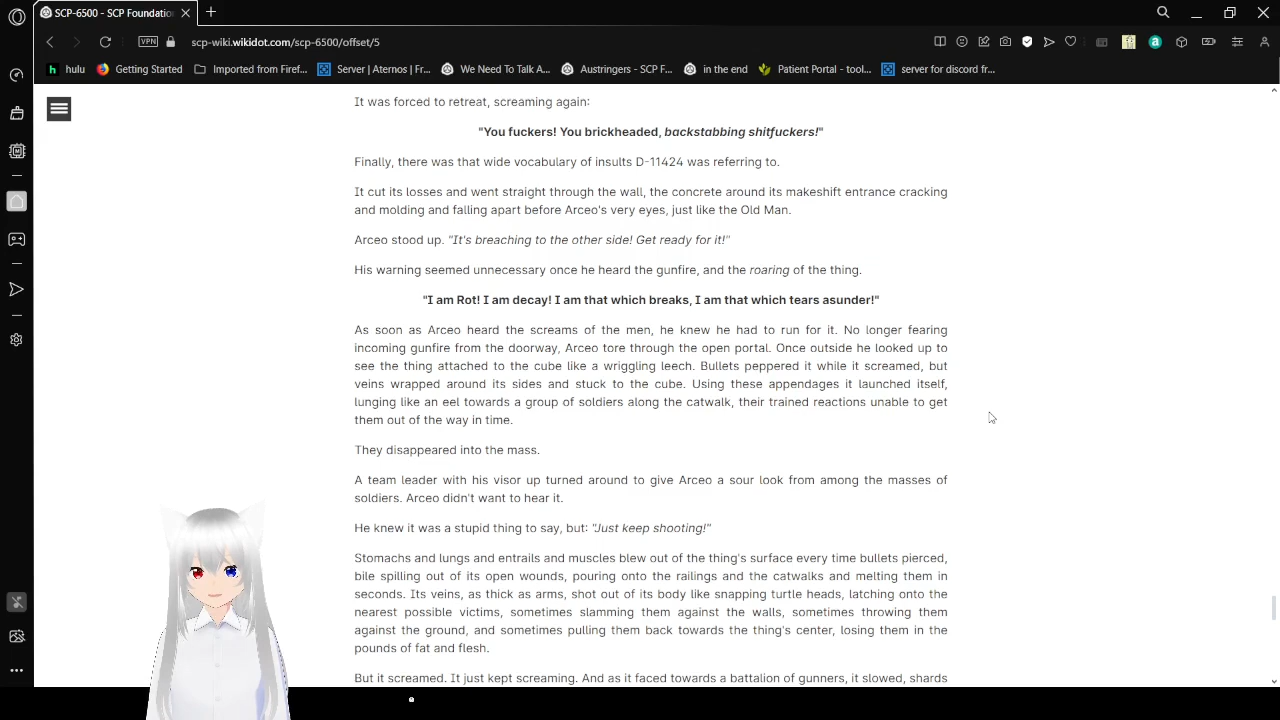 SCP-6500 - SCP Foundatio
scp-wiki.wikidot.com/scp-6500/offset/5
VPN
hulu
Getting Started
Imported from Firef...
Server | Aternos | Fr...
We Need To Talk A...
Austringers - SCP F...
in the end
Patient Portal - tool...
server for discord fr...
It was forced to retreat, screaming again:
"You fuckers! You brickheaded, backstabbing shitfuckers!"
Finally, there was that wide vocabulary of insults D-11424 was referring to.
It cut its losses and went straight through the wall, the concrete around its makeshift entrance cracking
and molding and falling apart before Arceo's very eyes, just like the Old Man.
Arceo stood up. "It's breaching to the other side! Get ready for it!"
His warning seemed unnecessary once he heard the gunfire, and the roaring of the thing.
"I am Rot! I am decay! I am that which breaks, I am that which tears asunder!"
As soon as Arceo heard the screams of the men, he knew he had to run for it. No longer fearing
incoming gunfire from the doorway, Arceo tore through the open portal. Once outside he looked up to
see the thing attached to the cube like a wriggling leech. Bullets peppered it while it screamed, but
veins wrapped around its sides and stuck to the cube. Using these appendages it launched itself,
lunging like an eel towards a group of soldiers along the catwalk, their trained reactions unable to get
them out of the way in time.
They disappeared into the mass.
A team leader with his visor up turned around to give Arceo a sour look from among the masses of
soldiers. Arceo didn't want to hear it.
He knew it was a stupid thing to say, but: "Just keep shooting!"
Stomachs and lungs and entrails and muscles blew out of the thing's surface every time bullets pierced,
bile spilling out of its open wounds, pouring onto the railings and the catwalks and melting them in
seconds. Its veins, as thick as arms, shot out of its body like snapping turtle heads, latching onto the
nearest possible victims, sometimes slamming them against the walls, sometimes throwing them
against the ground, and sometimes pulling them back towards the thing's center, losing them in the
pounds of fat and flesh.
But it screamed. It just kept screaming. And as it faced towards a battalion of gunners, it slowed, shards